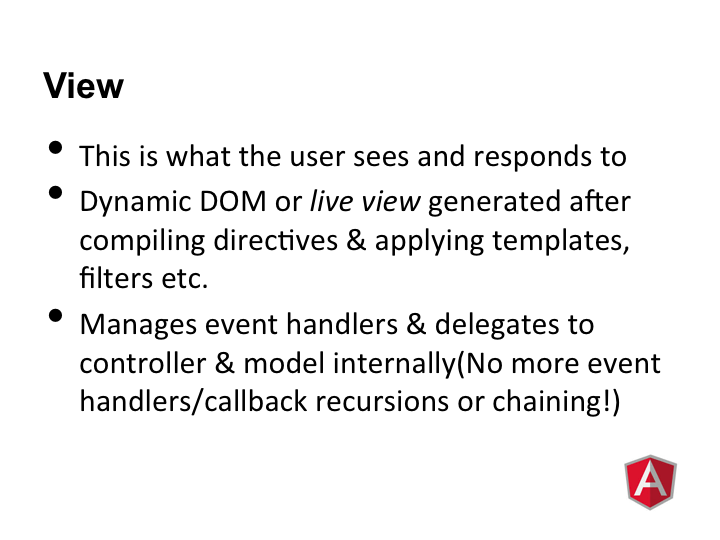 View
• This is what the user sees and responds to
• Dynamic DOM or live view generated after
compiling directives & applying templates,
filters etc.
• Manages event handlers & delegates to
controller & model internally(No more event
handlers/callback recursions or chaining!)
A